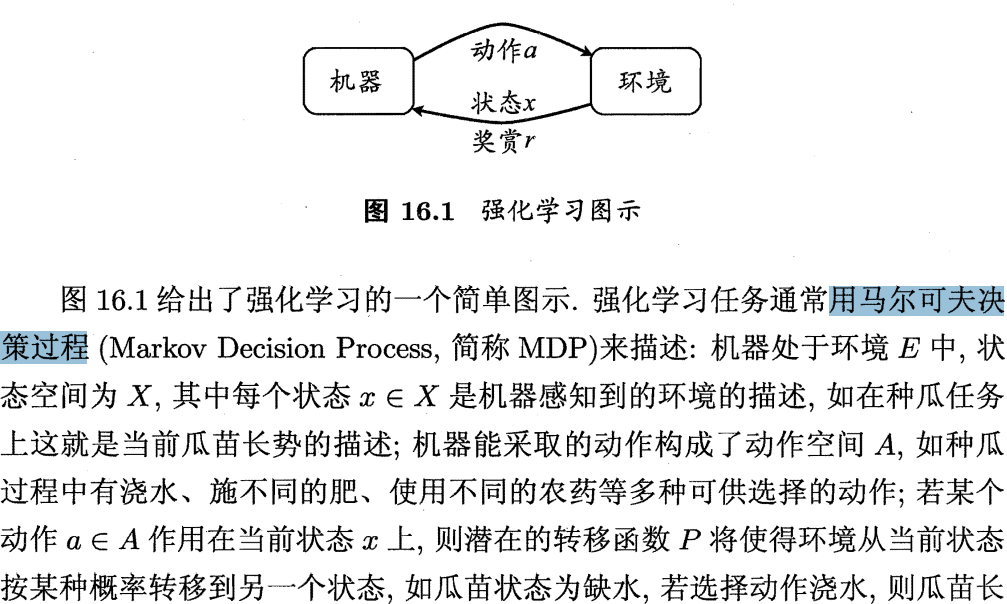 动作a
机器
环境
状态x
奖赏r
图 16.1 强化学习图示
图 16.1 给出了强化学习的一个简单图示. 强化学习任务通常用马尔可夫决
策过程 (Markov Decision Process, 简称 MDP)来描述: 机器处于环境 E 中, 状
态空间为 X, 其中每个状态 x ∈ X 是机器感知到的环境的描述, 如在种瓜任务
上这就是当前瓜苗长势的描述; 机器能采取的动作构成了动作空间 A, 如种瓜
过程中有浇水、施不同的肥、使用不同的农药等多种可供选择的动作; 若某个
动作 a ∈ A 作用在当前状态 x 上, 则潜在的转移函数 P 将使得环境从当前状态
按某种概率转移到另一个状态, 如瓜苗状态为缺水, 若选择动作浇水, 则瓜苗长